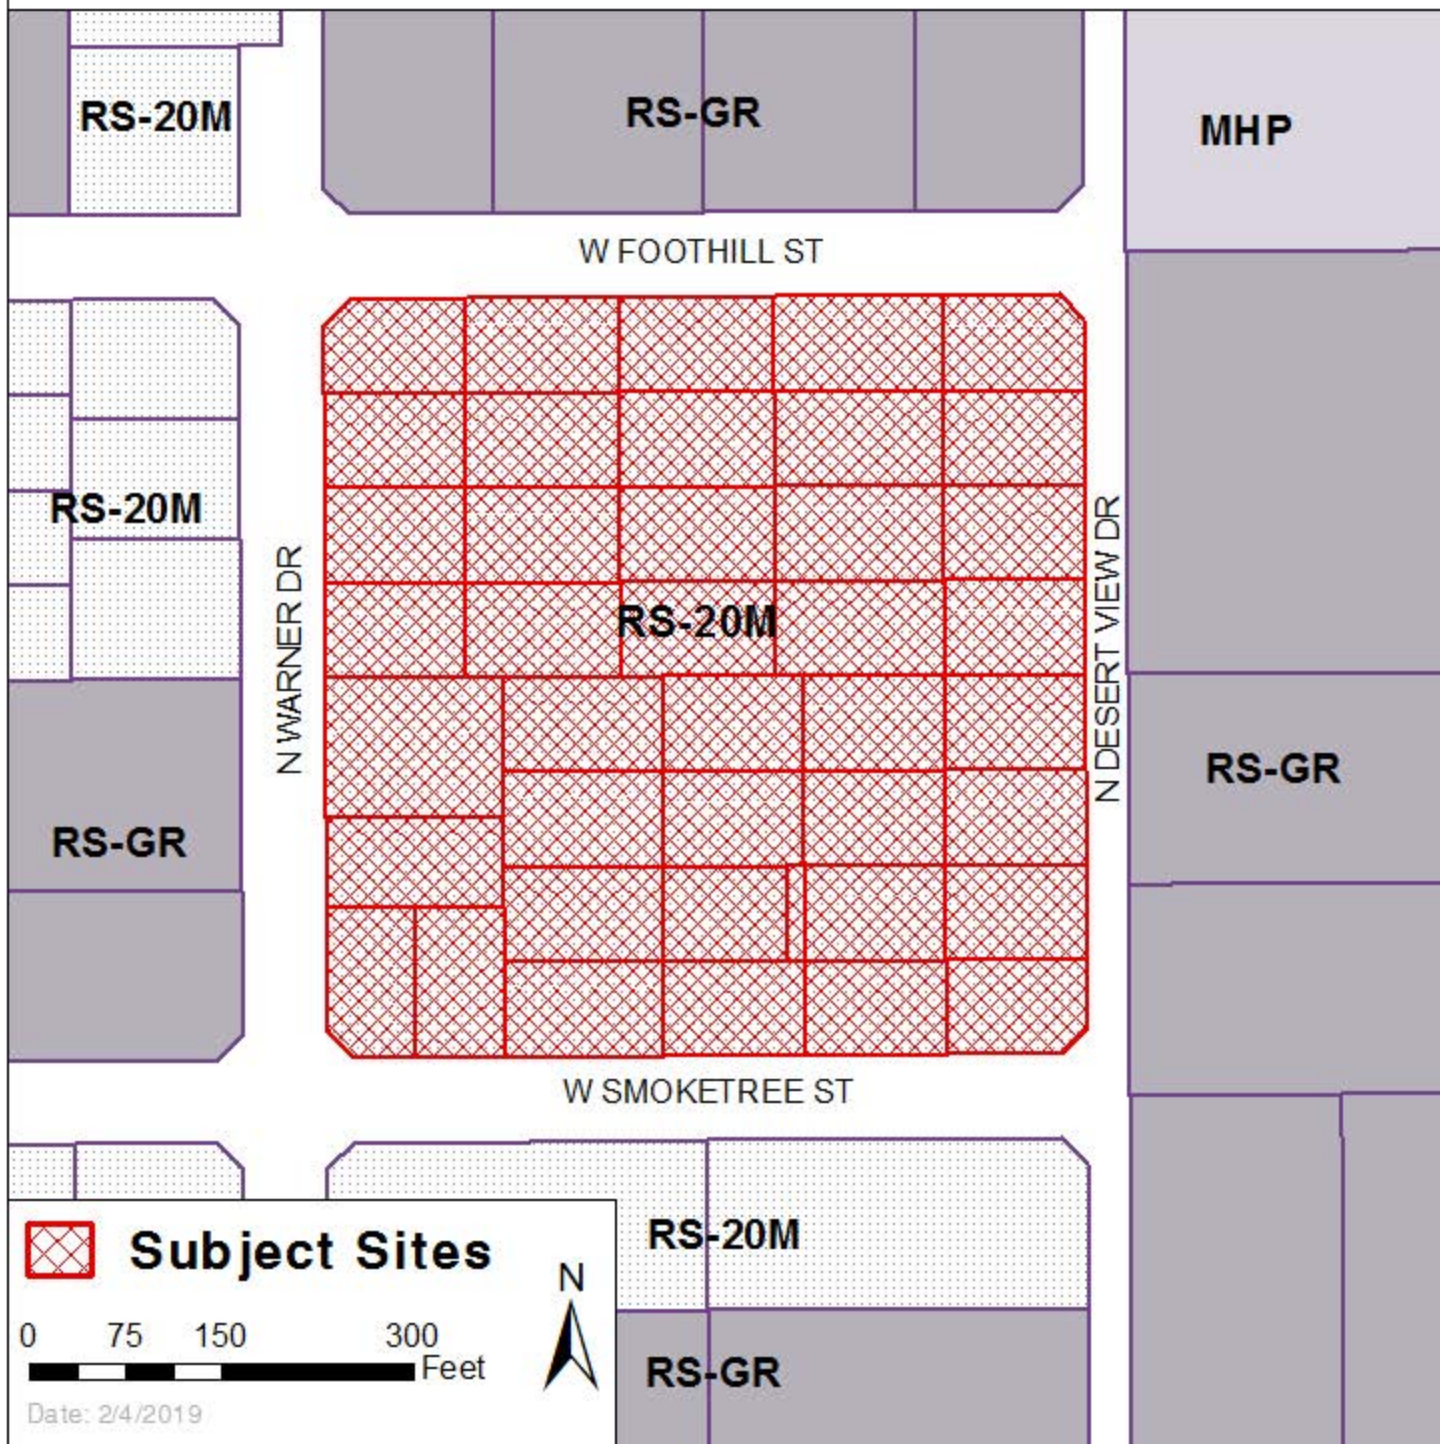 RS-20M
RS-GR
MHP
W FOOTHILL ST
RS-20M
N WARNER DR
RS-20M
N DESERT VIEW DR
RS-GR
RS-GR
W SMOKETREE ST
RS-20M
RS-GR
Subject Sites
N
0 75 150 300
Feet
Date: 2/4/2019